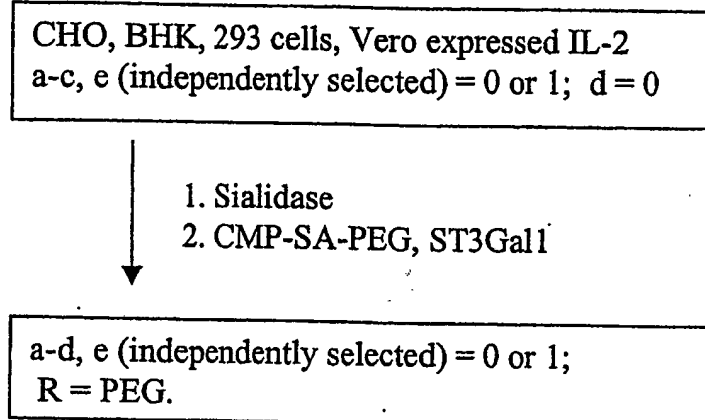 CHO, BHK, 293 cells, Vero expressed IL-2
a-c, e (independently selected) = 0 or 1; d = 0
1. Sialidase
2. CMP-SA-PEG, ST3Gal1
a-d, e (independently selected) = 0 or 1;
R = PEG.